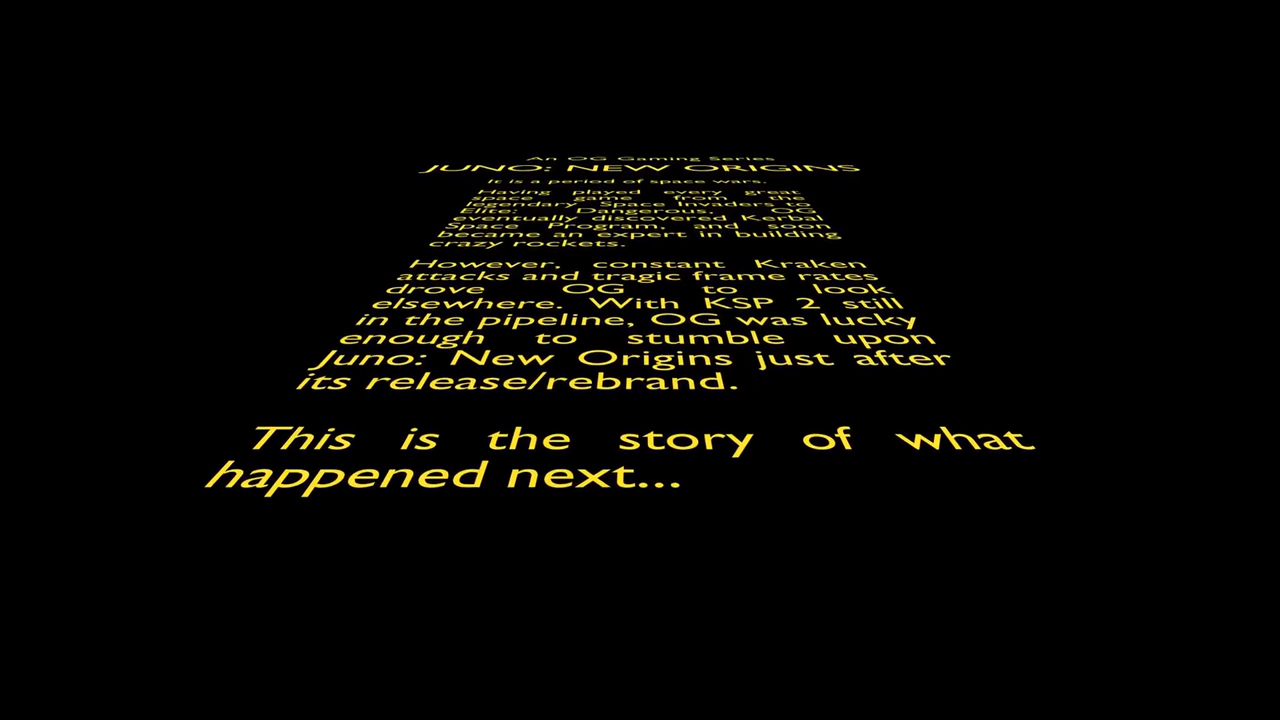 An OG Gaming Series
JUNO: NEW ORIGINS
It is a period of space wars.
Having played every great
space game from the
legendary Space Invaders to
Elite: Dangerous, OG
eventually discovered Kerbal
Space Program, and soon
became an expert in building
crazy rockets.
However, constant Kraken
attacks and tragic frame rates
drove OG to look
elsewhere. With KSP 2 still
in the pipeline, OG was lucky
enough to stumble upon
Juno: New Origins just after
its release/rebrand.
This is the story of what
happened next...